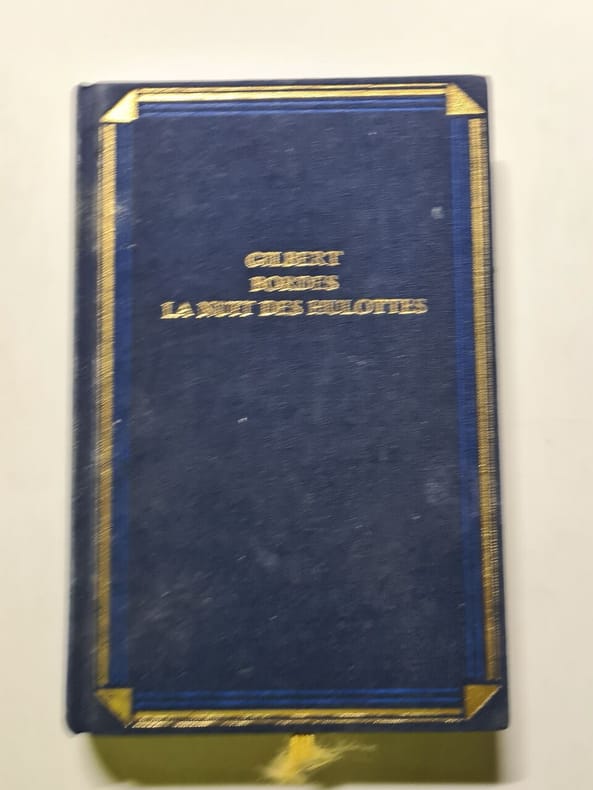 GILBERT
BORDES
LA NUIT DES HULOTTES